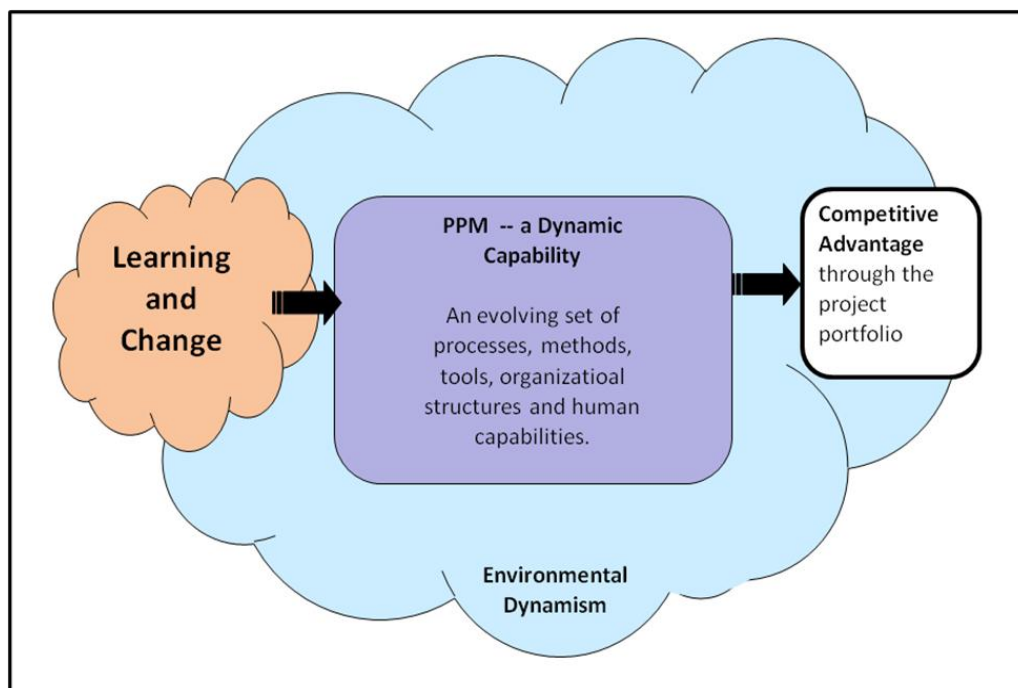 Learning
and
Change
PPM -- a Dynamic
Capability
An evolving set of
processes, methods,
tools, organizatioal
structures and human
capabilities.
Competitive
Advantage
through the
project
portfolio
Environmental
Dynamism